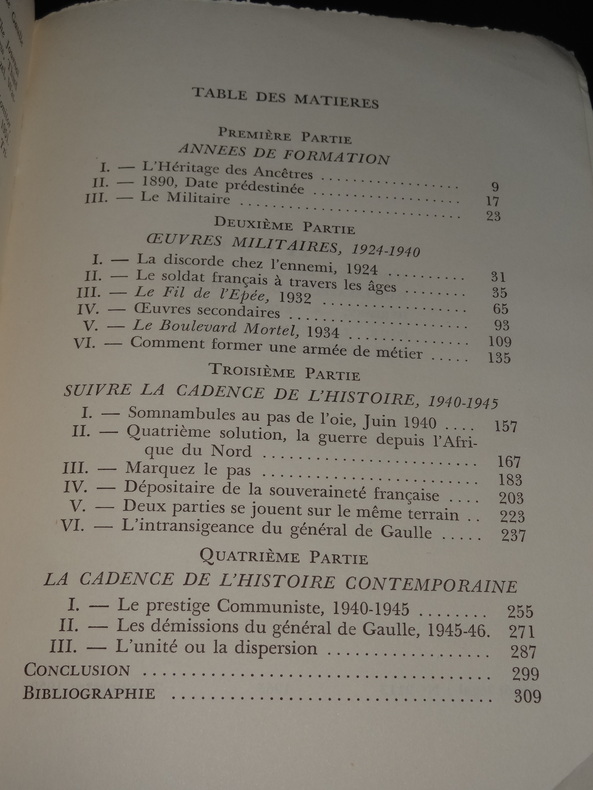 TABLE DES MATIERES
PREMIÈRE PARTIE
ANNEES DE FORMATION
I. — L'Héritage des Ancêtres .................. 9
II. — 1890, Date prédestinée .................. 17
III. — Le Militaire .................. 23
DEUXIÈME PARTIE
ŒUVRES MILITAIRES, 1924-1940
I. — La discorde chez l'ennemi, 1924 .......... 31
II. — Le soldat français à travers les âges ........ 35
III. — Le Fil de l'Epée, 1932 .................. 65
IV. — Œuvres secondaires .................. 93
V. — Le Boulevard Mortel, 1934 .............. 109
VI. — Comment former une armée de métier ..... 135
TROISIÈME PARTIE
SUIVRE LA CADENCE DE L'HISTOIRE, 1940-1945
I. — Somnambules au pas de l'oie, Juin 1940 .... 157
II. — Quatrième solution, la guerre depuis l'Afri-
que du Nord .................. 167
III. — Marquez le pas .................. 183
IV. — Dépositaire de la souveraineté française .... 203
V. — Deux parties se jouent sur le même terrain .. 223
VI. — L'intransigeance du général de Gaulle ..... 237
QUATRIÈME PARTIE
LA CADENCE DE L'HISTOIRE CONTEMPORAINE
I. — Le prestige Communiste, 1940-1945 ........ 255
II. — Les démissions du général de Gaulle, 1945-46. 271
III. — L'unité ou la dispersion .................. 287
CONCLUSION .................. 299
BIBLIOGRAPHIE .................. 309